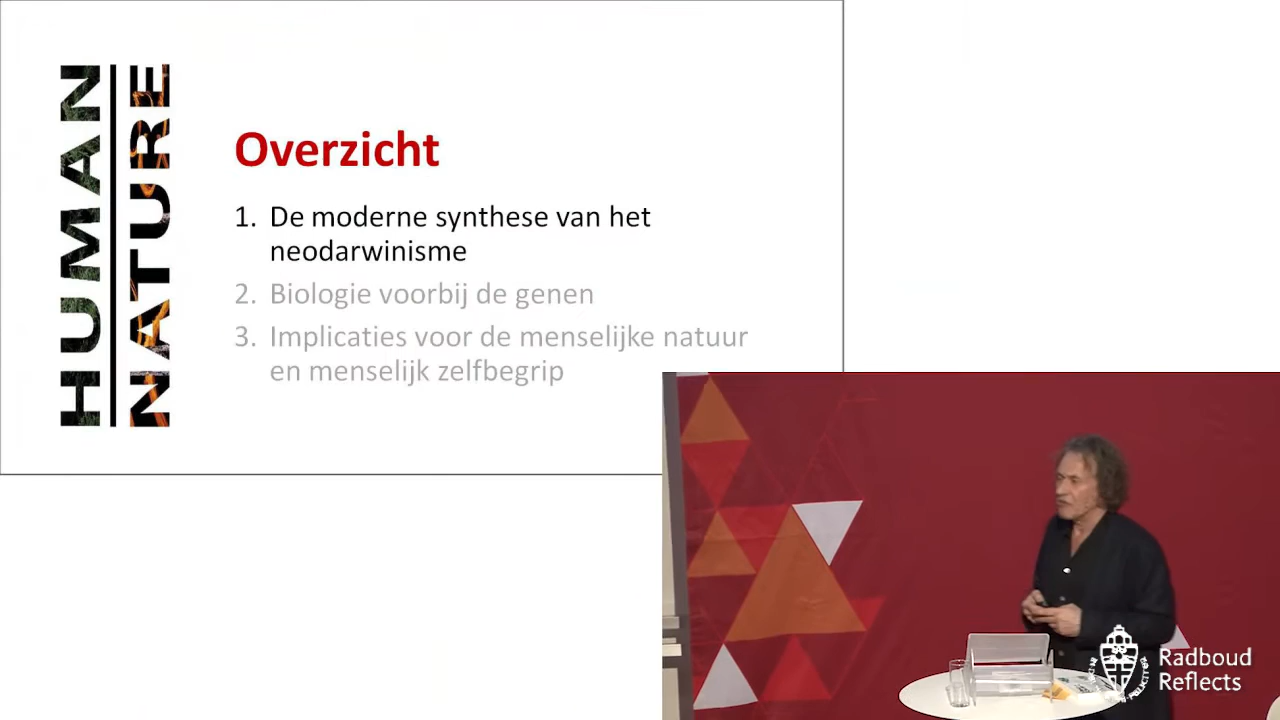 HUMAN
NATURE
Overzicht
1. De moderne synthese van het
neodarwinisme
2. Biologie voorbij de genen
3. Implicaties voor de menselijke natuur
en menselijk zelfbegrip
Radboud
Reflects